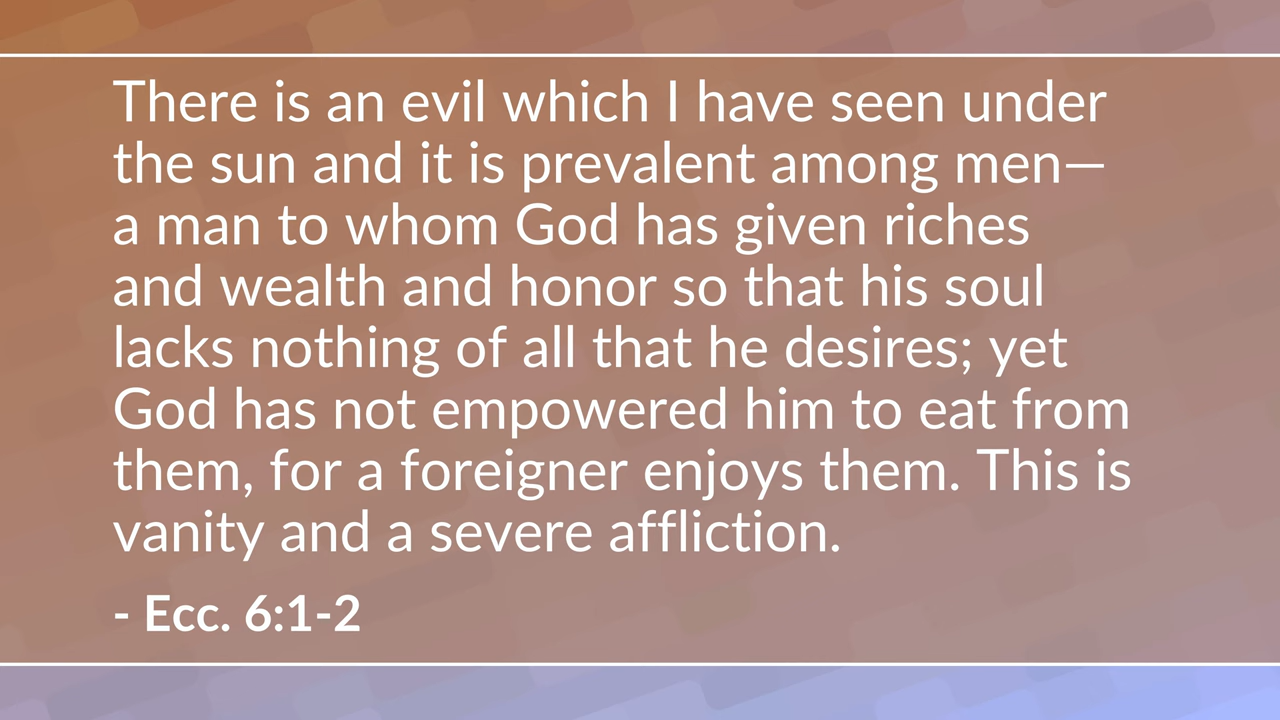 There is an evil which I have seen under
the sun and it is prevalent among men—
a man to whom God has given riches
and wealth and honor so that his soul
lacks nothing of all that he desires; yet
God has not empowered him to eat from
them, for a foreigner enjoys them. This is
vanity and a severe affliction.
- Ecc. 6:1-2